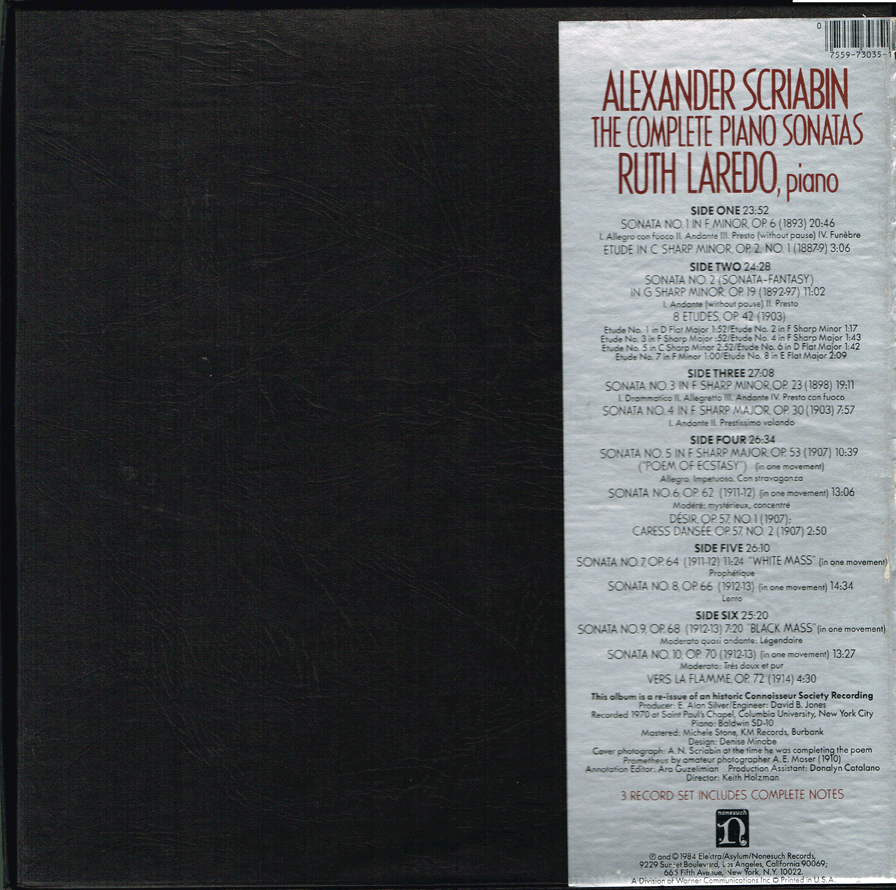 0
7559-73035-1
ALEXANDER SCRIABIN
THE COMPLETE PIANO SONATAS
RUTH LAREDO, piano
SIDE ONE 23:52
SONATA NO. 1 IN F MINOR, OP. 6 (1893) 20:46
I. Allegro con fuoco II. Andante III. Presto (without pause) IV. Funèbre
ETUDE IN C SHARP MINOR, OP. 2, NO. 1 (1887-9) 3:06
SIDE TWO 24:28
SONATA NO. 2 (SONATA-FANTASY)
IN G SHARP MINOR, OP. 19 (1892-97) 11:02
I. Andante (without pause) II. Presto
8 ETUDES, OP. 42 (1903)
Etude No. 1 in D Flat Major 1:52/Etude No. 2 in F Sharp Minor 1:17
Etude No. 3 in F Sharp Major :52/Etude No. 4 in F Sharp Major 1:43
Etude No. 5 in C Sharp Minor 2:52/Etude No. 6 in D Flat Major 1:42
Etude No. 7 in F Minor 1:00/Etude No. 8 in E Flat Major 2:09
SIDE THREE 27:08
SONATA NO. 3 IN F SHARP MINOR, OP. 23 (1898) 19:11
I. Drammatico II. Allegretto III. Andante IV. Presto con fuoco
SONATA NO. 4 IN F SHARP MAJOR, OP. 30 (1903) 7:57
I. Andante II. Prestissimo volando
SIDE FOUR 26:34
SONATA NO. 5 IN F SHARP MAJOR, OP. 53 (1907) 10:39
("POEM OF ECSTASY") (in one movement)
Allegro. Impetuoso. Con stravaganza
SONATA NO. 6, OP. 62 (1911-12) (in one movement) 13:06
Modéré: mystérieux, concentré
DÉSIR, OP. 57, NO. 1 (1907);
CARESS DANSÉE, OP. 57, NO. 2 (1907) 2:50
SIDE FIVE 26:10
SONATA NO. 7, OP. 64 (1911-12) 11:24 "WHITE MASS" (in one movement)
Prophétique
SONATA NO. 8, OP. 66 (1912-13) (in one movement) 14:34
Lento
SIDE SIX 25:20
SONATA NO. 9, OP. 68 (1912-13) 7:20 "BLACK MASS" (in one movement)
Moderato quasi andante: Légendaire
SONATA NO. 10, OP. 70 (1912-13) (in one movement) 13:27
Moderato: Très doux et pur
VERS LA FLAMME, OP. 72 (1914) 4:30
This album is a re-issue of an historic Connoisseur Society Recording
Producer: E. Alan Silver/Engineer: David B. Jones
Recorded 1970 at Saint Paul's Chapel, Columbia University, New York City
Piano: Baldwin SD-10
Mastered: Michele Stone, KM Records, Burbank
Design: Denise Minobe
Cover photograph: A.N. Scriabin at the time he was completing the poem
Prometheus by amateur photographer A.E. Moser (1910)
Annotation Editor: Ara Guzelimian Production Assistant: Donalyn Catalano
Director: Keith Holzman
3 RECORD SET INCLUDES COMPLETE NOTES
nonesuch
n
℗ and © 1984 Elektra/Asylum/Nonesuch Records,
9229 Sunset Boulevard, Los Angeles, California 90069;
665 Fifth Avenue, New York, N.Y. 10022.
A Division of Warner Communications Inc. Printed in U.S.A.